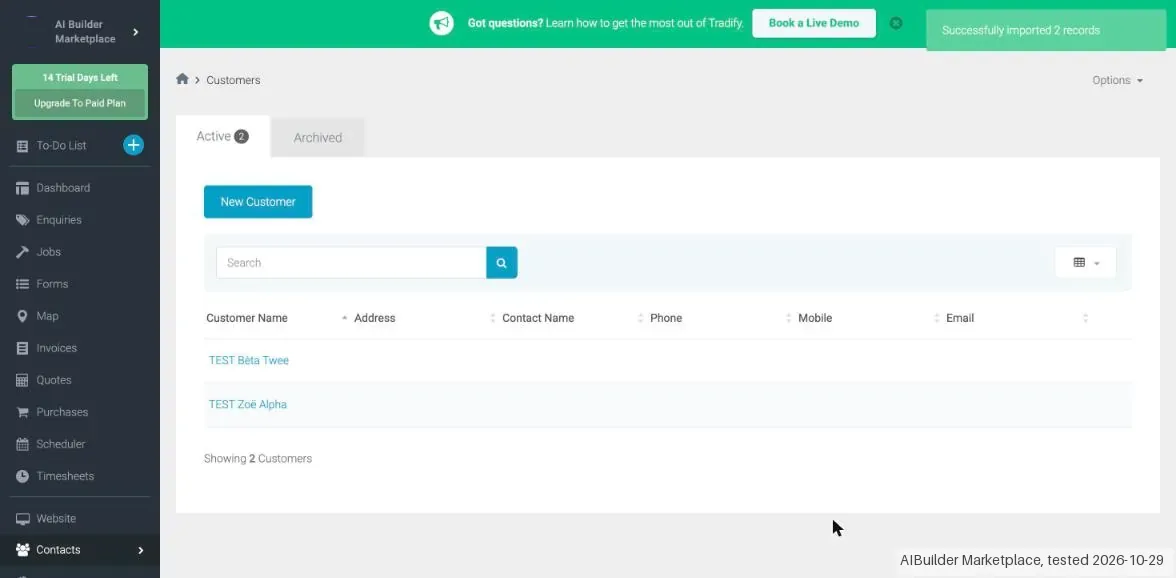 AI Builder
Marketplace
14 Trial Days Left
Upgrade To Paid Plan
To-Do List
Dashboard
Enquiries
Jobs
Forms
Map
Invoices
Quotes
Purchases
Scheduler
Timesheets
Website
Contacts
Got questions? Learn how to get the most out of Tradify.
Book a Live Demo
Successfully imported 2 records
Customers
Options
Active 2
Archived
New Customer
Search
Customer Name Address Contact Name Phone Mobile Email
TEST Bèta Twee
TEST Zoë Alpha
Showing 2 Customers
AIBuilder Marketplace, tested 2026-10-29